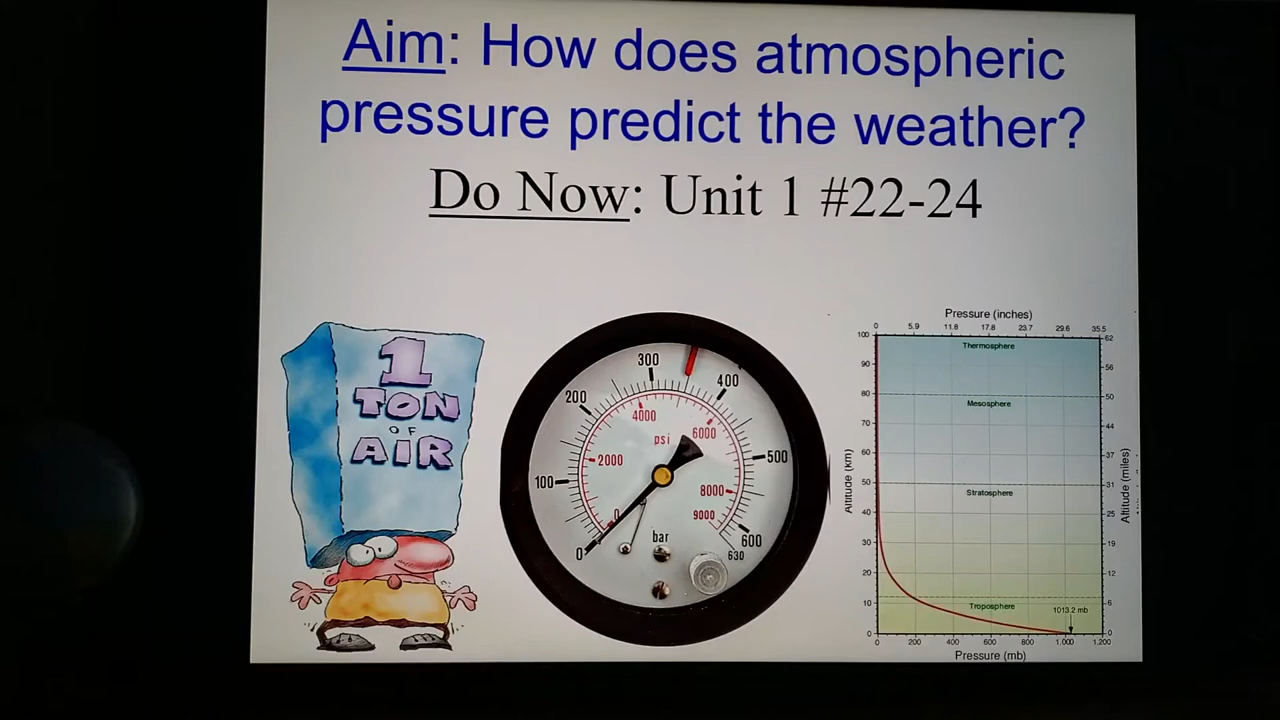 Aim: How does atmospheric
pressure predict the weather?
Do Now: Unit 1 #22-24
1
TON
OF
AIR
0
100
200
300
400
500
600
630
0
2000
4000
6000
8000
9000
psi
bar
Pressure (inches)
0 5.9 11.8 17.8 23.7 29.6 35.5
100
90
80
70
60
50
40
30
20
10
0
Altitude (km)
Thermosphere
Mesosphere
Stratosphere
Troposphere
1013.2 mb
62
56
50
44
37
31
25
19
12
6
0
Altitude (miles)
0 200 400 600 800 1.000 1.200
Pressure (mb)